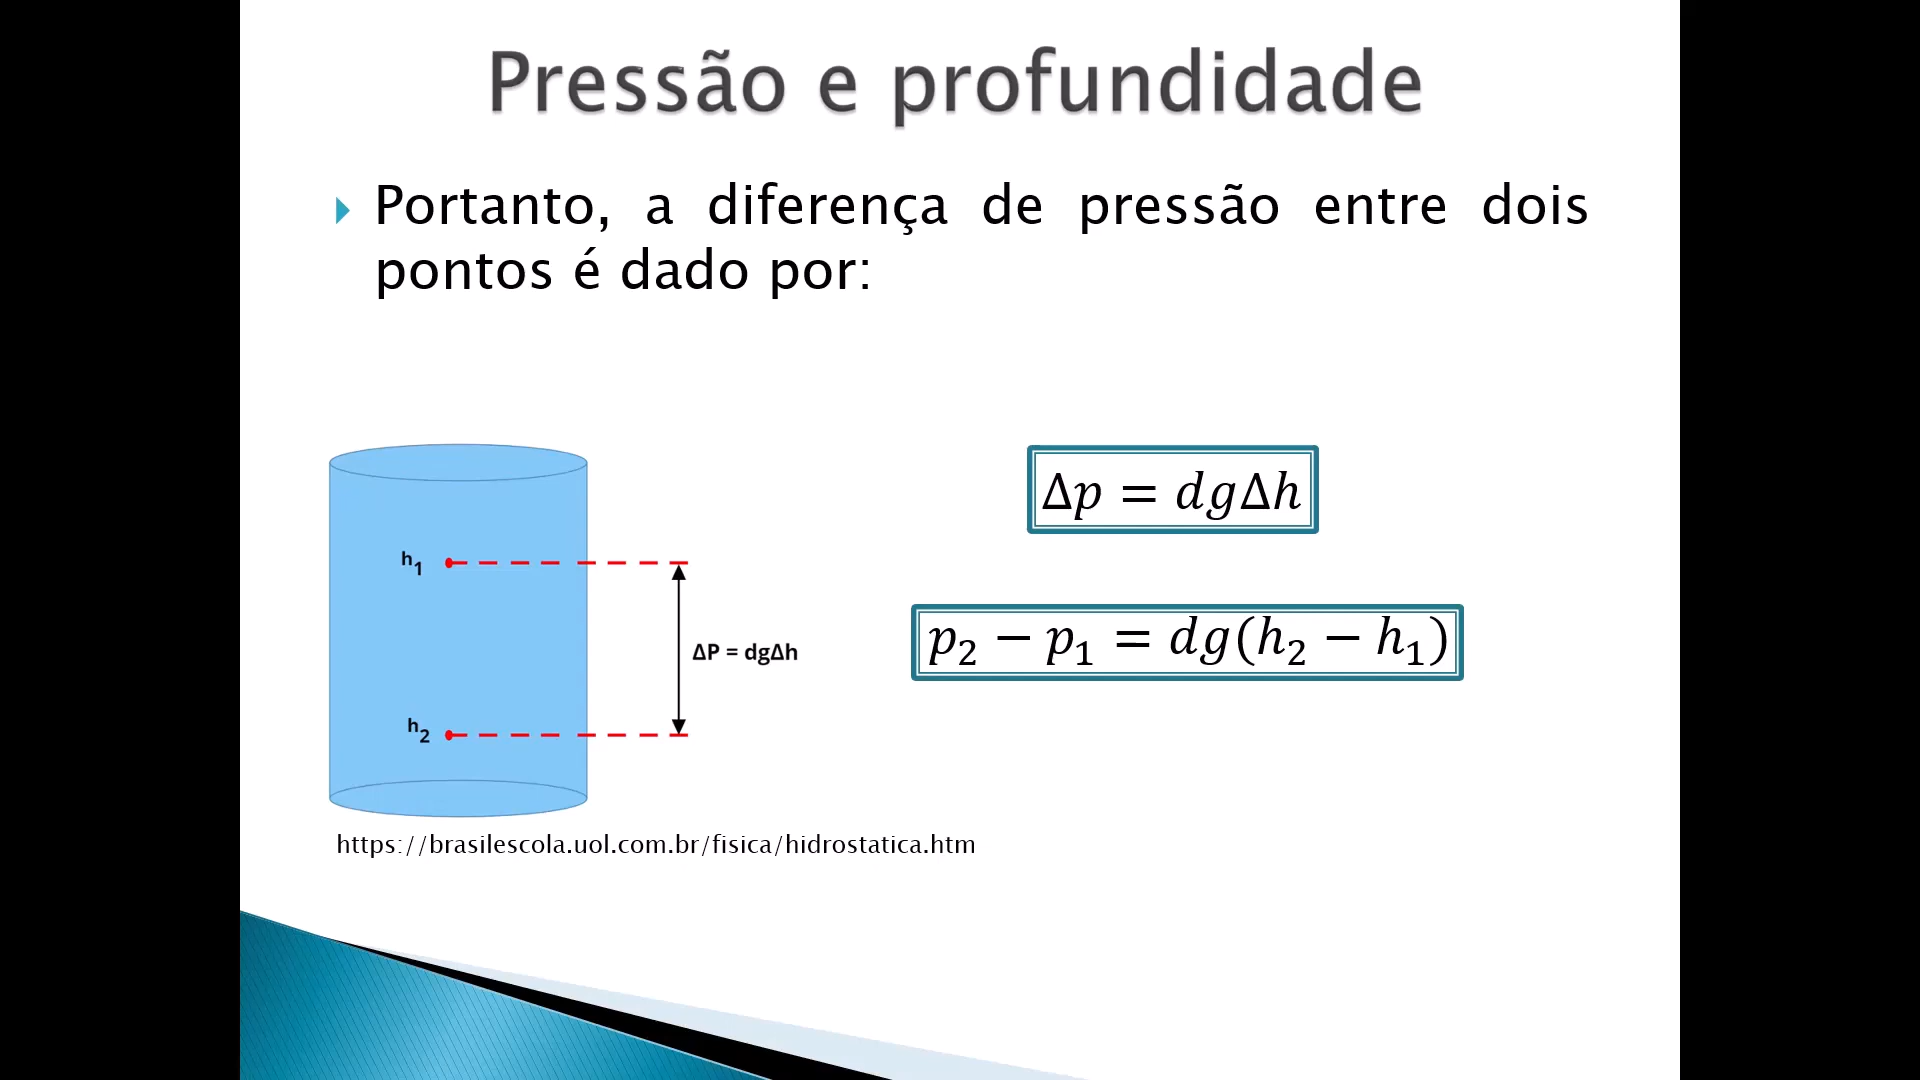 Pressão e profundidade
Portanto, a diferença de pressão entre dois
pontos é dado por:
Δp = dgΔh
h₁
p₂ − p₁ = dg(h₂ − h₁)
ΔP = dgΔh
h₂
https://brasilescola.uol.com.br/fisica/hidrostatica.htm